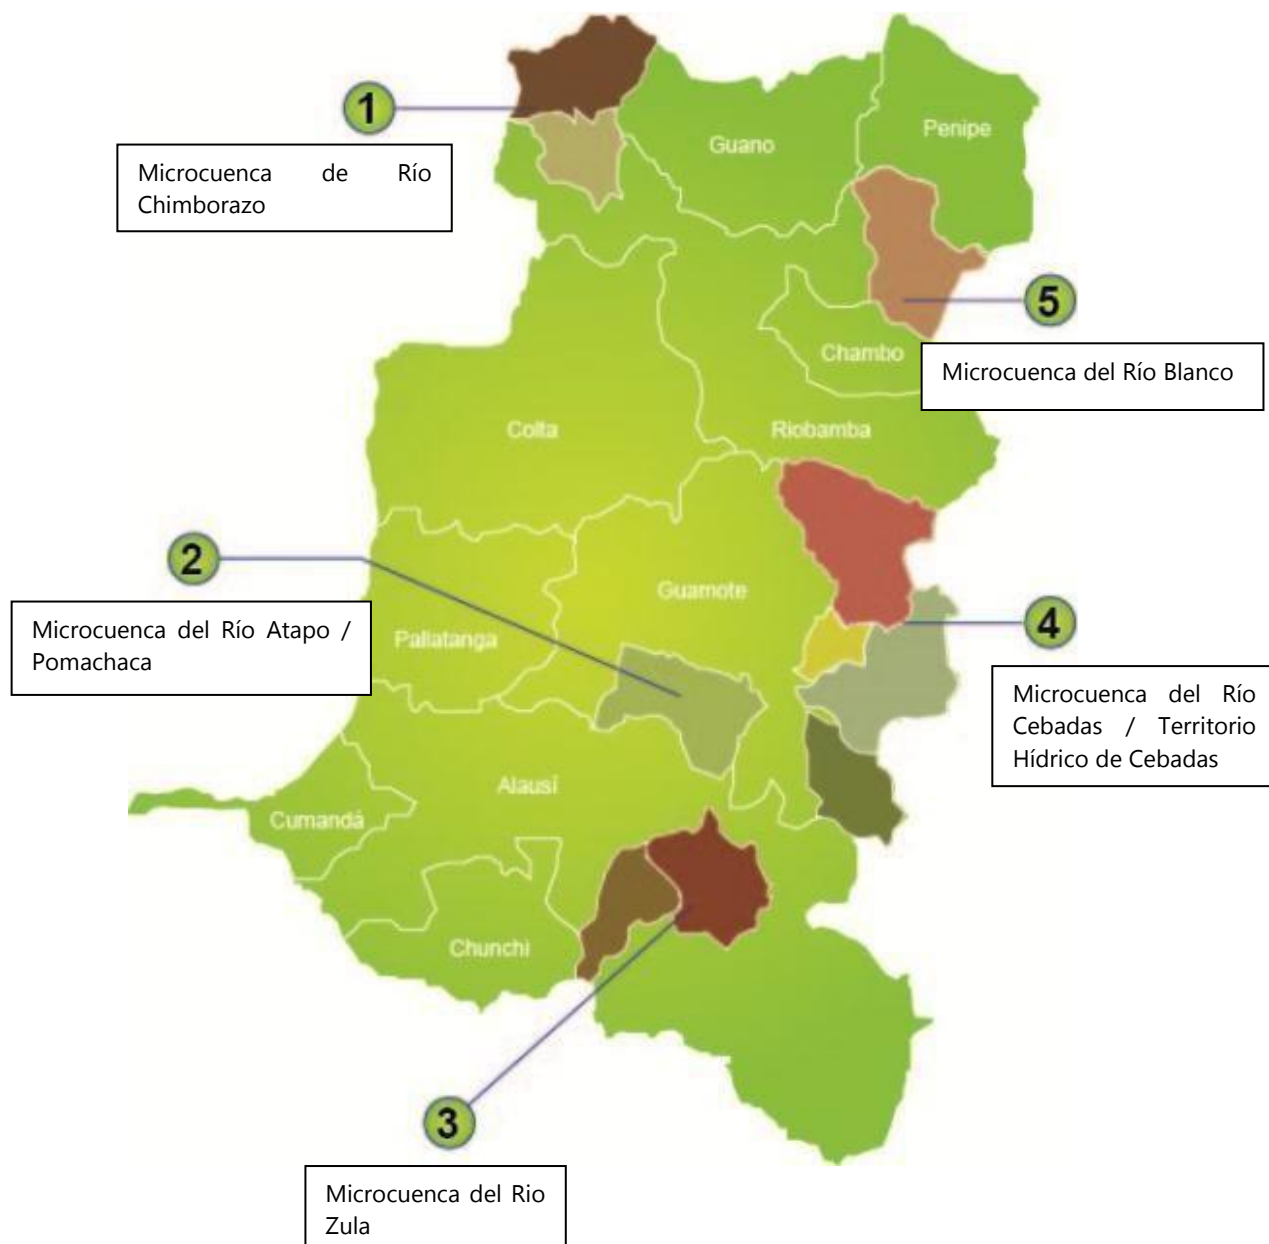 1
Microcuenca de Río
Chimborazo
Guano
Penipe
5
Microcuenca del Río Blanco
Chambo
Colta
Riobamba
2
Microcuenca del Río Atapo /
Pomachaca
Guamote
Pallatanga
4
Microcuenca del Río
Cebadas / Territorio
Hídrico de Cebadas
Alausí
Cumandá
Chunchi
3
Microcuenca del Rio
Zula